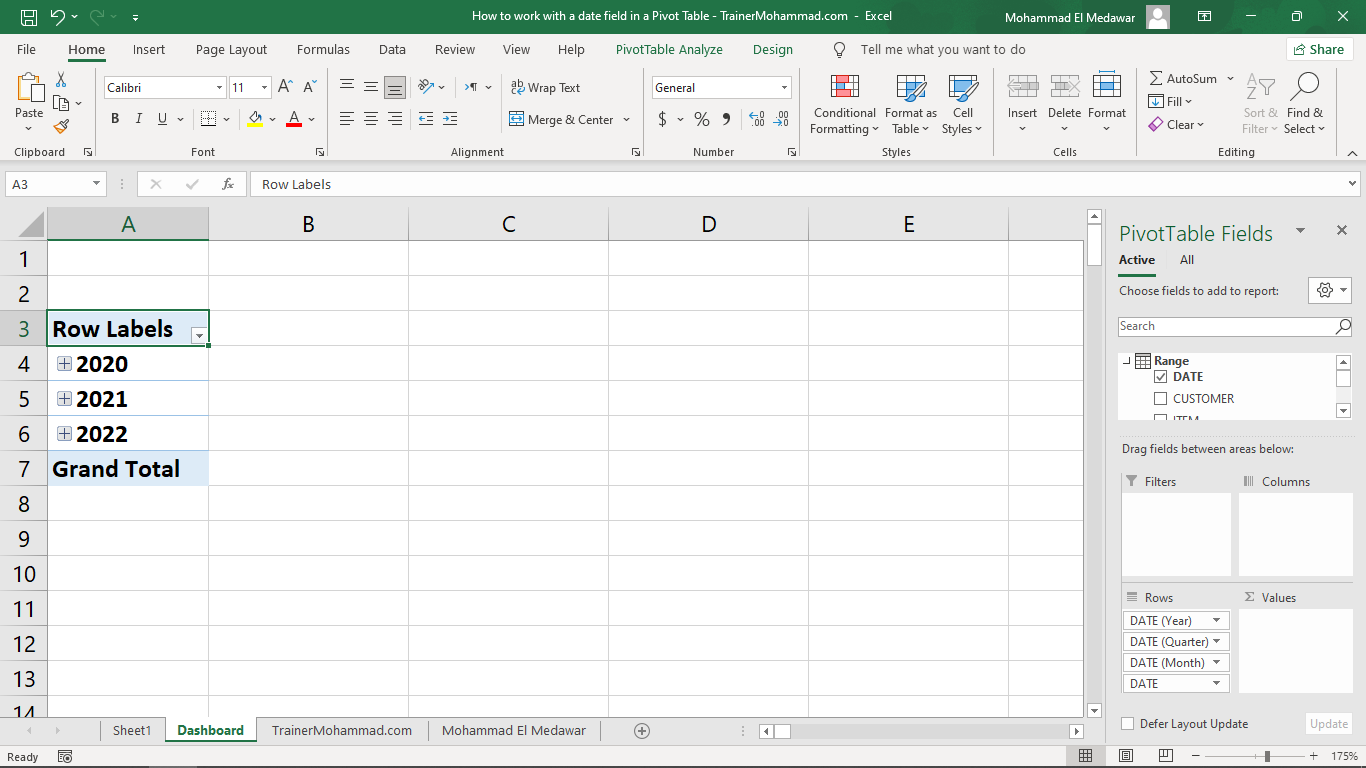 How to work with a date field in a Pivot Table - TrainerMohammad.com - Excel
Mohammad El Medawar
File Home Insert Page Layout Formulas Data Review View Help PivotTable Analyze Design Tell me what you want to do Share
Calibri 11
Wrap Text
General
AutoSum
Paste
Conditional Formatting
Format as Table
Cell Styles
Insert Delete Format
Fill
Sort & Filter
Find & Select
B I U A
Merge & Center
$ % 9 .00
Clear
Clipboard Font Alignment Number Styles Cells Editing
A3 fx Row Labels
A B C D E
1
2
3 Row Labels
4 2020
5 2021
6 2022
7 Grand Total
8
9
10
11
12
13
14
PivotTable Fields
Active All
Choose fields to add to report:
Search
Range
DATE
CUSTOMER
ITEM
Drag fields between areas below:
Filters Columns
Rows Σ Values
DATE (Year)
DATE (Quarter)
DATE (Month)
DATE
Defer Layout Update Update
Sheet1 Dashboard TrainerMohammad.com Mohammad El Medawar
Ready
175%